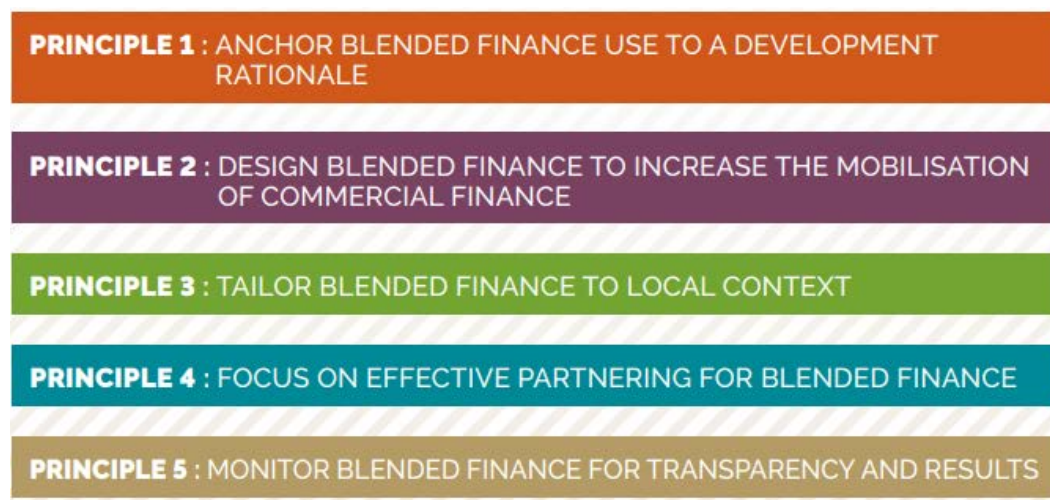 PRINCIPLE 1 : ANCHOR BLENDED FINANCE USE TO A DEVELOPMENT
RATIONALE
PRINCIPLE 2 : DESIGN BLENDED FINANCE TO INCREASE THE MOBILISATION
OF COMMERCIAL FINANCE
PRINCIPLE 3 : TAILOR BLENDED FINANCE TO LOCAL CONTEXT
PRINCIPLE 4 : FOCUS ON EFFECTIVE PARTNERING FOR BLENDED FINANCE
PRINCIPLE 5 : MONITOR BLENDED FINANCE FOR TRANSPARENCY AND RESULTS